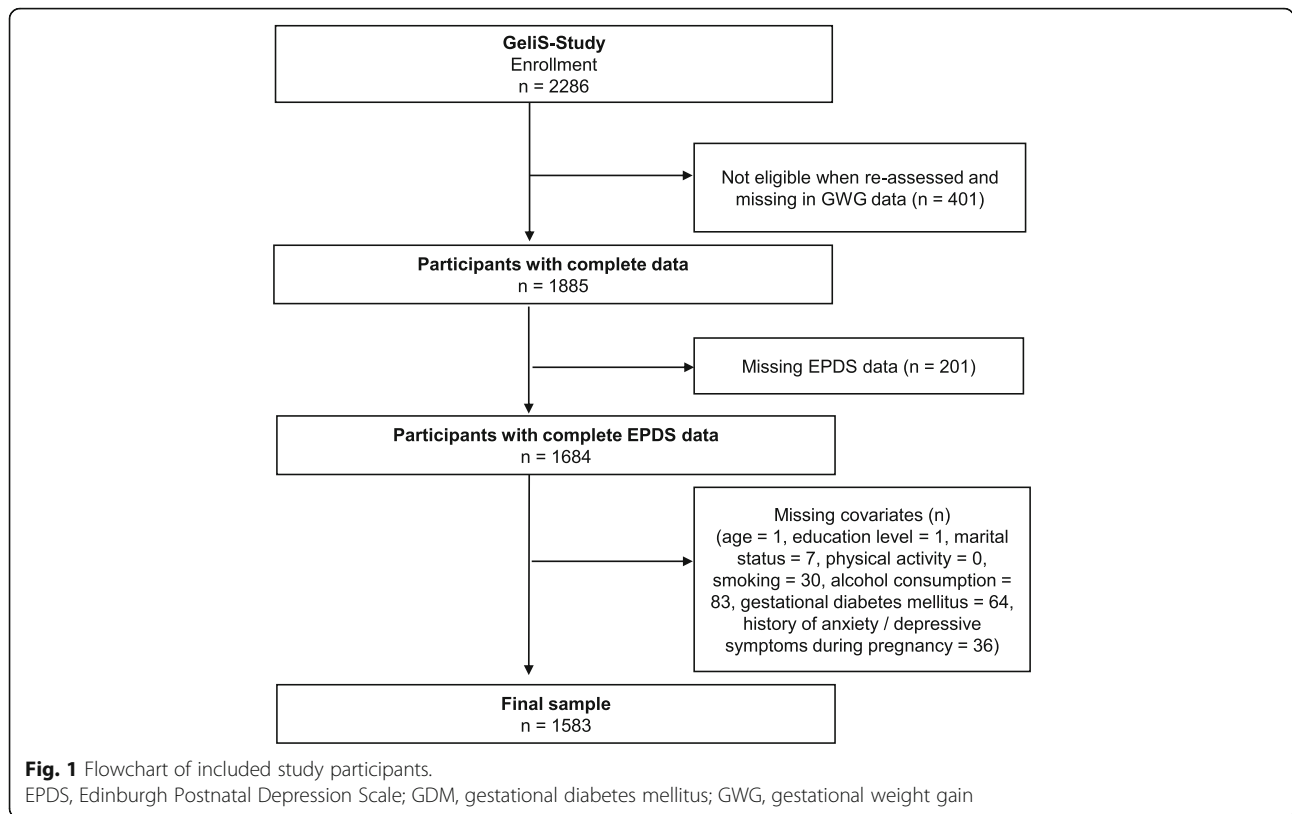 GeliS-Study
Enrollment
n = 2286
Not eligible when re-assessed and
missing in GWG data (n = 401)
Participants with complete data
n = 1885
Missing EPDS data (n = 201)
Participants with complete EPDS data
n = 1684
Missing covariates (n)
(age = 1, education level = 1, marital
status = 7, physical activity = 0,
smoking = 30, alcohol consumption =
83, gestational diabetes mellitus = 64,
history of anxiety / depressive
symptoms during pregnancy = 36)
Final sample
n = 1583
Fig. 1 Flowchart of included study participants.
EPDS, Edinburgh Postnatal Depression Scale; GDM, gestational diabetes mellitus; GWG, gestational weight gain